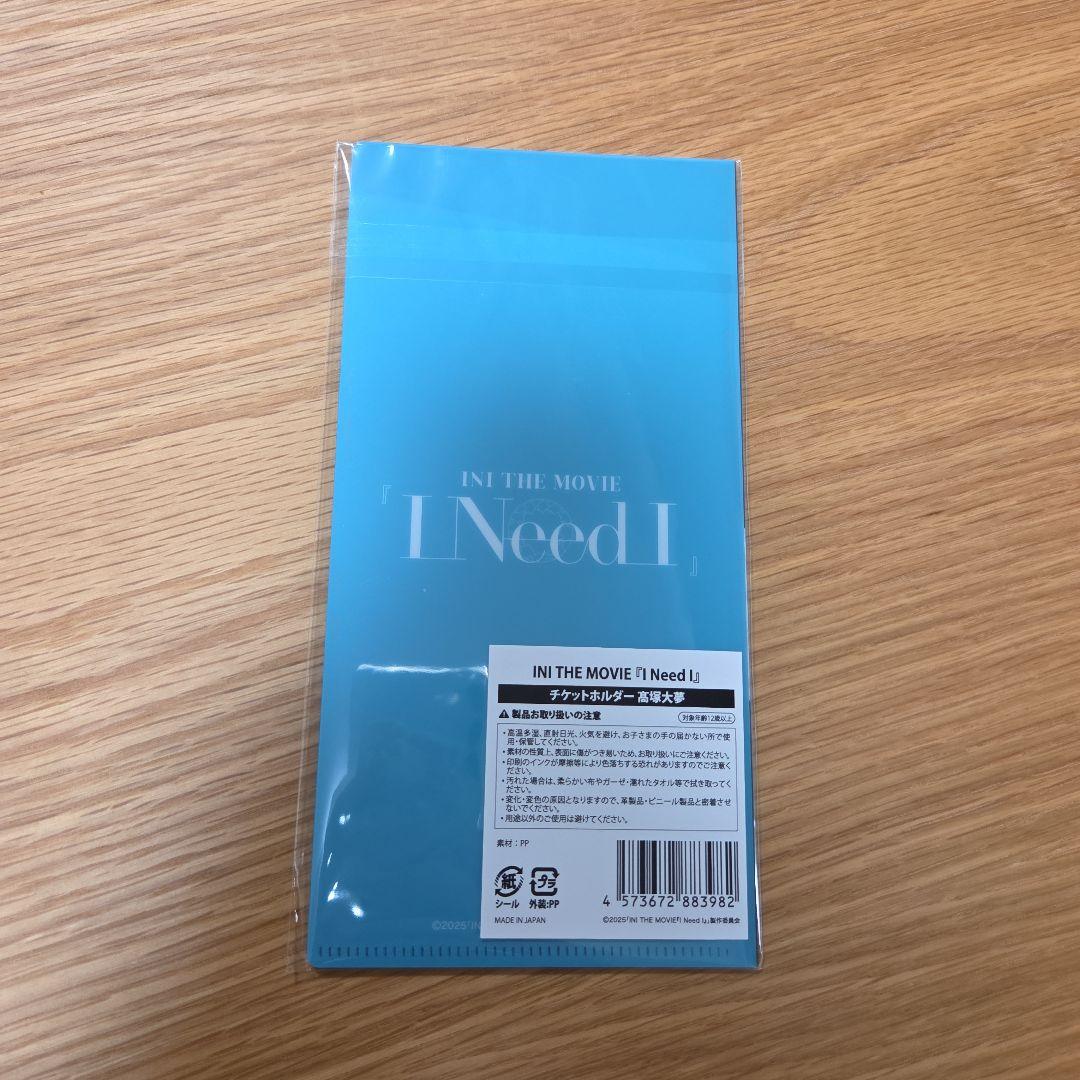 INI THE MOVIE
『I Need I』
INI THE MOVIE『I Need I』
チケットホルダー 髙塚大夢
製品お取り扱いの注意
対象年齢12歳以上
・高温多湿、直射日光、火気を避け、お子さまの手の届かない所で使
用・保管してください。
・素材の性質上、表面に傷がつき易いため、お取り扱いにご注意ください。
・印刷のインクが摩擦等により色落ちする恐れがありますのでご注意く
ださい。
・汚れた場合は、柔らかい布やガーゼ・濡れたタオル等で拭き取ってく
ださい。
・変化・変色の原因となりますので、革製品・ビニール製品と密着させ
ないでください。
・用途以外のご使用は避けてください。
素材：PP
紙
シール
プラ
外装:PP
4 573672 883982
MADE IN JAPAN
©2025「INI THE MOVIE『I Need I』」製作委員会
©2025「IN